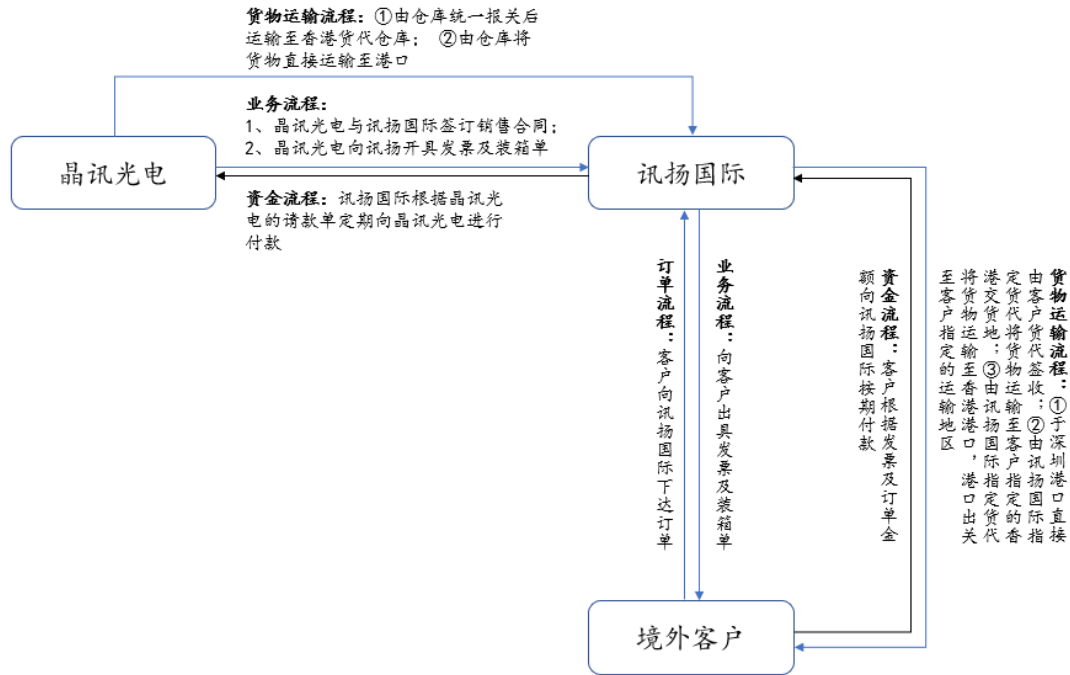 货物运输流程：①由仓库统一报关后
运输至香港货代仓库； ②由仓库将
货物直接运输至港口
业务流程：
1、晶讯光电与讯扬国际签订销售合同；
2、晶讯光电向讯扬开具发票及装箱单
晶讯光电
讯扬国际
资金流程：讯扬国际根据晶讯光
电的请款单定期向晶讯光电进行
付款
订单流程：客户向讯扬国际下达订单
业务流程：向客户出具发票及装箱单
资金流程：客户根据发票及订单金
额向讯扬国际按期付款
货物运输流程：①于深圳港口直接
由客户货代签收；②由讯扬国际指
定货代将货物运输至客户指定的香
港交货地；③由讯扬国际指定货代
将货物运输至香港港口，港口出关
至客户指定的运输地区
境外客户